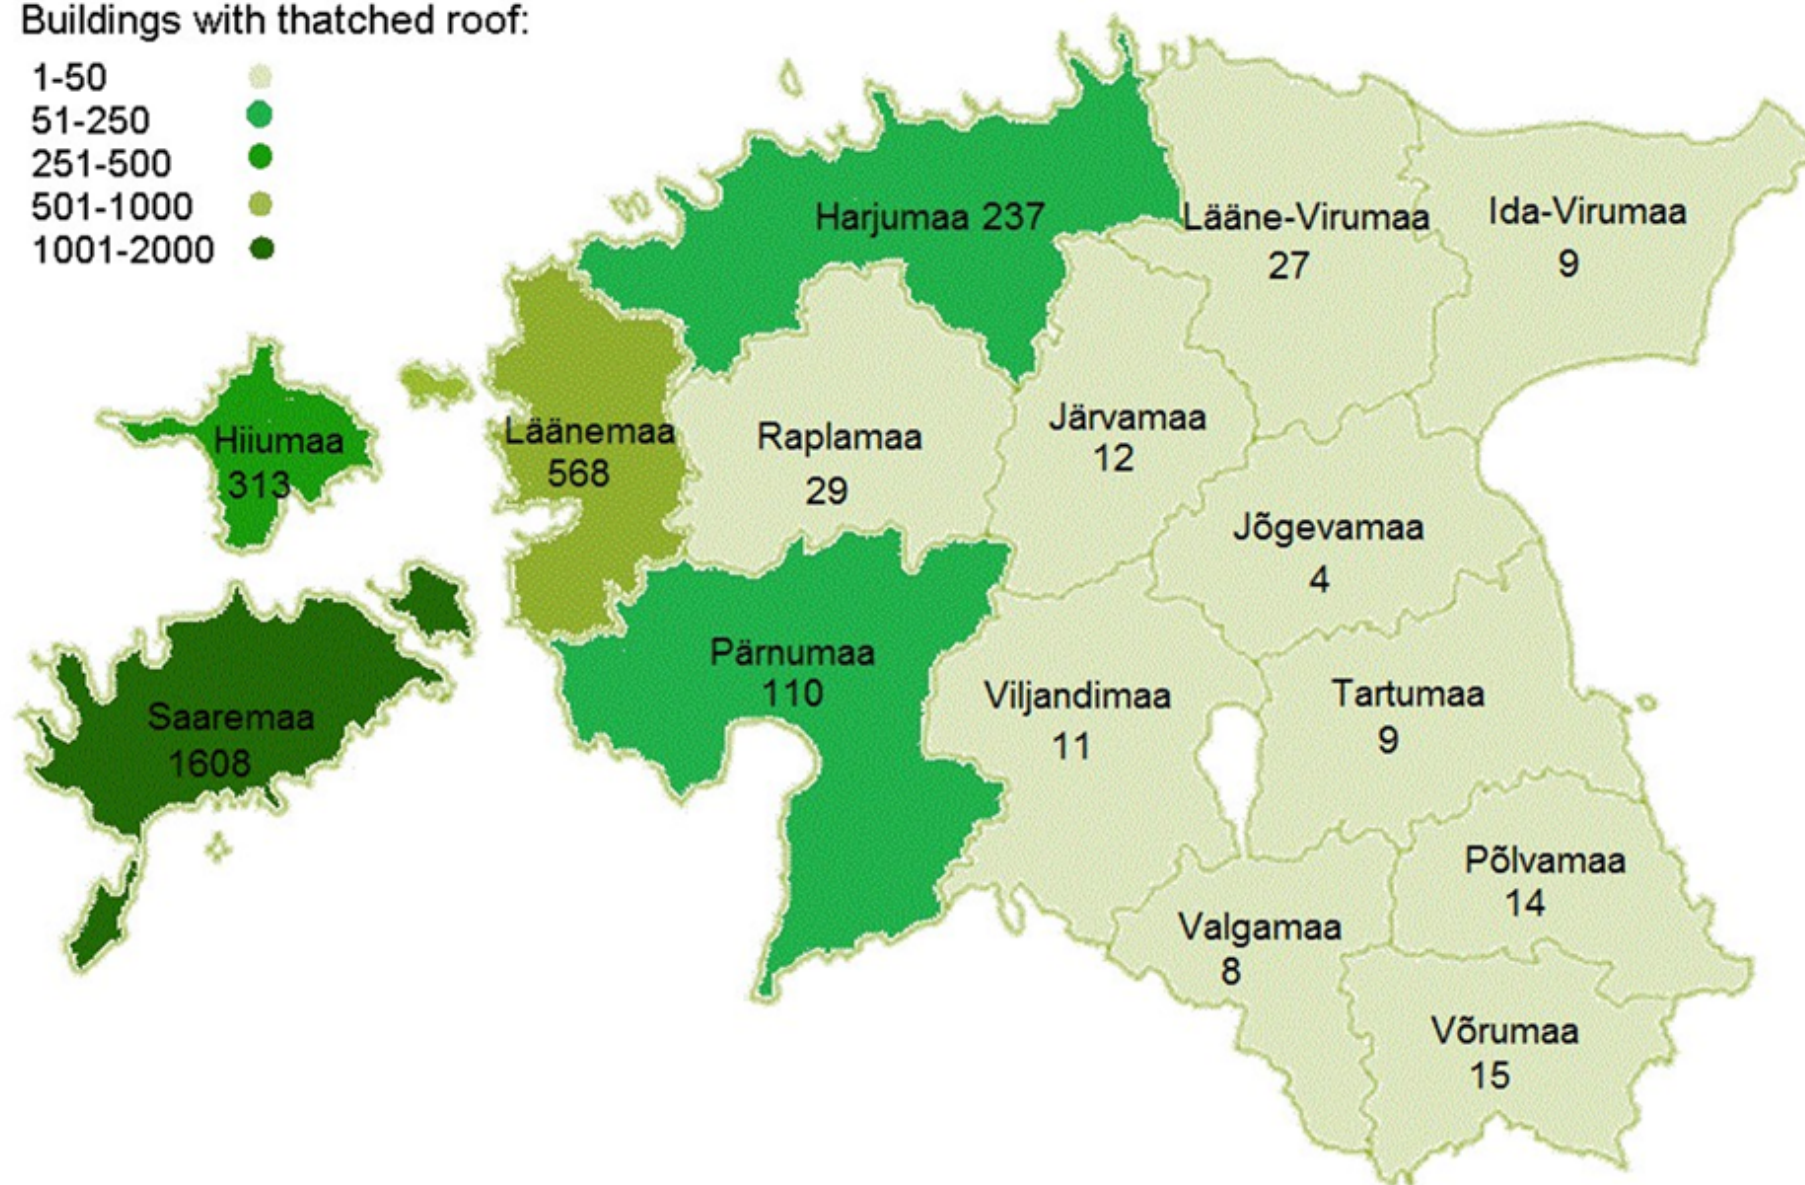 Buildings with thatched roof:
1-50
51-250
251-500
501-1000
1001-2000
Harjumaa 237
Lääne-Virumaa
27
Ida-Virumaa
9
Hiiumaa
313
Läänemaa
568
Raplamaa
29
Järvamaa
12
Jõgevamaa
4
Saaremaa
1608
Pärnumaa
110
Viljandimaa
11
Tartumaa
9
Põlvamaa
14
Valgamaa
8
Võrumaa
15